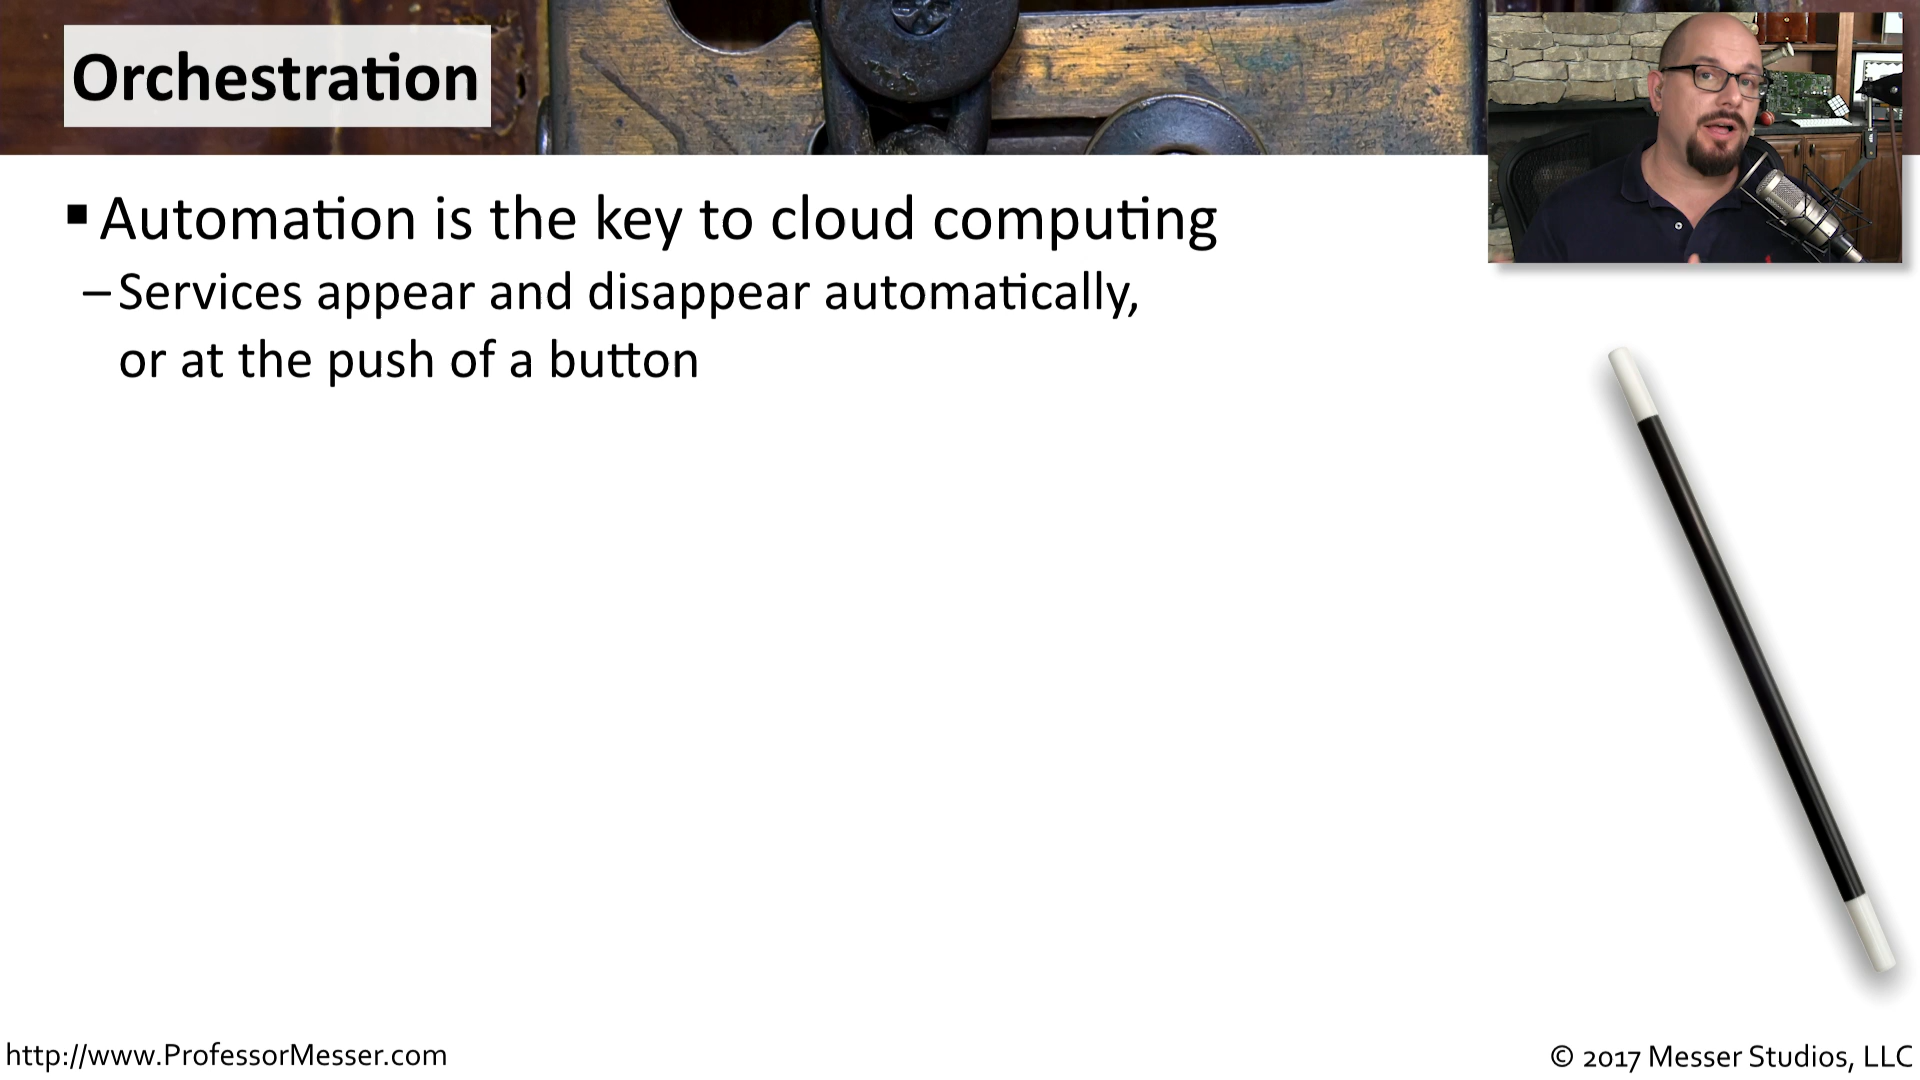 Orchestration
▪ Automation is the key to cloud computing
– Services appear and disappear automatically,
or at the push of a button
http://www.ProfessorMesser.com
© 2017 Messer Studios, LLC